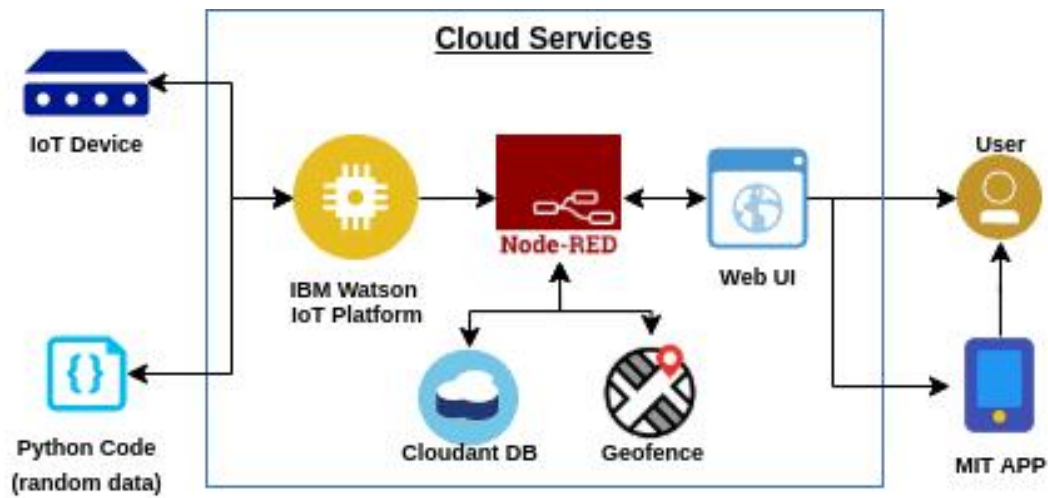 Cloud Services
IoT Device
User
Node-RED
Web UI
IBM Watson
IoT Platform
{ }
Python Code
(random data)
Cloudant DB
Geofence
MIT APP